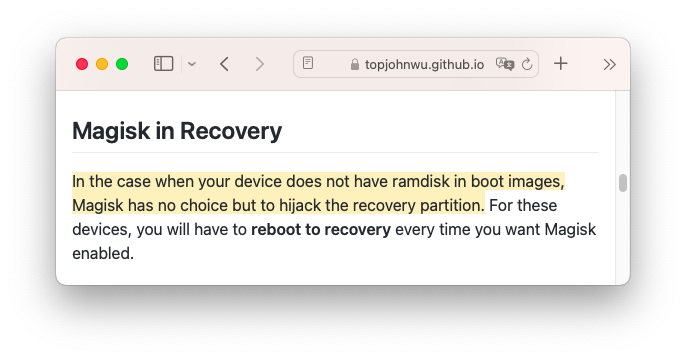 topjohnwu.github.io
Magisk in Recovery
In the case when your device does not have ramdisk in boot images,
Magisk has no choice but to hijack the recovery partition. For these
devices, you will have to reboot to recovery every time you want Magisk
enabled.